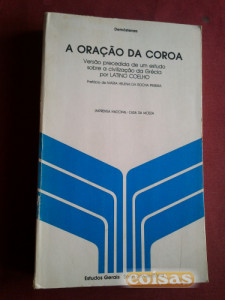 Demóstenes
A ORAÇÃO DA COROA
Versão precedida de um estudo
sobre a civilização da Grécia
por LATINO COELHO
Prefácio de MARIA HELENA DA ROCHA PEREIRA
IMPRENSA NACIONAL - CASA DA MOEDA
Estudos Gerais
coisas